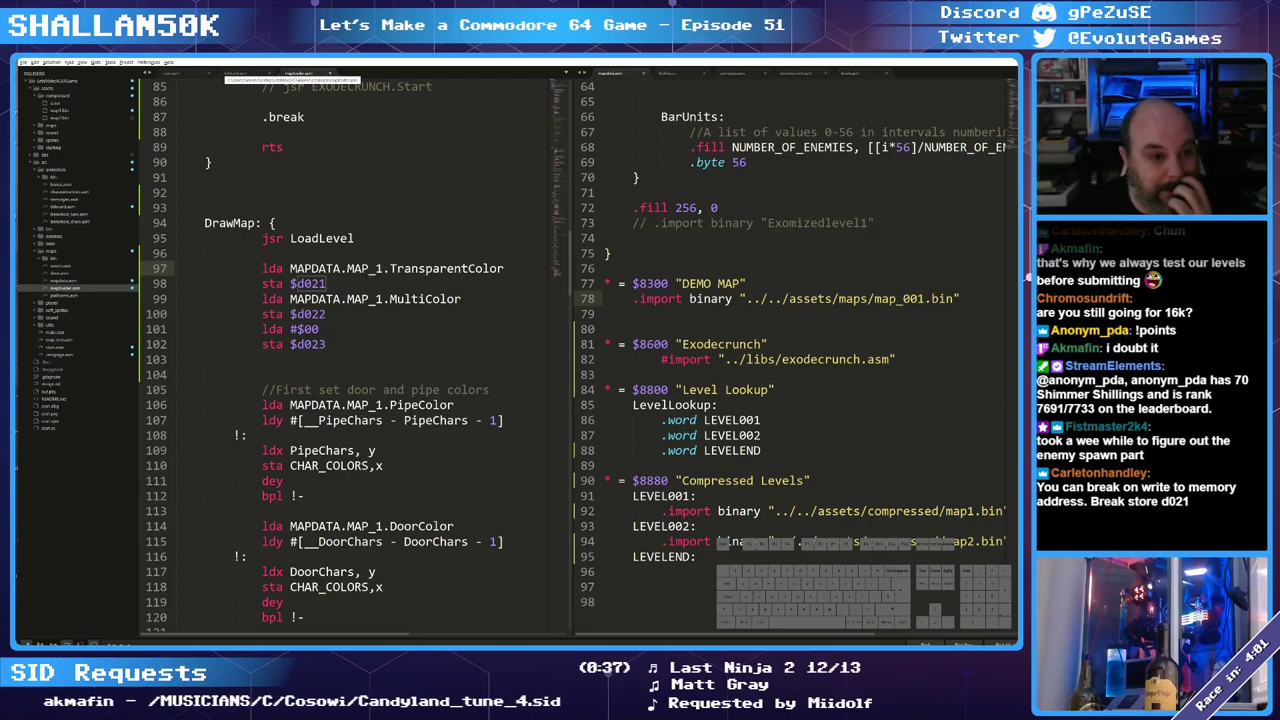 SHALLAN50K
Let's Make a Commodore 64 Game - Episode 51
Discord gPeZuSE
Twitter @EvoluteGames
85 // jsr EXODECRUNCH.Start
86
87 .break
88
89 rts
90 }
91
92
93
94 DrawMap: {
95 jsr LoadLevel
96
97 lda MAPDATA.MAP_1.TransparentColor
98 sta $d021
99 lda MAPDATA.MAP_1.MultiColor
100 sta $d022
101 lda #$00
102 sta $d023
103
104
105 //First set door and pipe colors
106 lda MAPDATA.MAP_1.PipeColor
107 ldy #[__PipeChars - PipeChars - 1]
108 !:
109 ldx PipeChars, y
110 sta CHAR_COLORS,x
111 dey
112 bpl !-
113
114 lda MAPDATA.MAP_1.DoorColor
115 ldy #[__DoorChars - DoorChars - 1]
116 !:
117 ldx DoorChars, y
118 sta CHAR_COLORS,x
119 dey
120 bpl !-
64
65
66 BarUnits:
67 //A list of values 0-56 in intervals numbering
68 .fill NUMBER_OF_ENEMIES, [[i*56]/NUMBER_OF_EN
69 .byte 56
70 }
71
72 .fill 256, 0
73 // .import binary "Exomizedlevel1"
74
75 }
76 * = $8300 "DEMO MAP"
78 .import binary "../../assets/maps/map_001.bin"
79
80
81 * = $8600 "Exodecrunch"
82 #import "../libs/exodecrunch.asm"
83
84 * = $8800 "Level Lookup"
85 LevelLookup:
86 .word LEVEL001
87 .word LEVEL002
88 .word LEVELEND
89
90 * = $8880 "Compressed Levels"
91 LEVEL001:
92 .import binary "../../assets/compressed/map1.bin"
93 LEVEL002:
94 ap2.bin"
95 LEVELEND:
96
97
98
Carletonhandley: Chun
Akmafin:
that's why we always test our levels
before submitting
Chromosundrift:
are you still going for 16k?
Anonym_pda: !points
Akmafin: i doubt it
StreamElements:
@anonym_pda, anonym_pda has 70
Shimmer Shillings and is rank
7691/7733 on the leaderboard.
Fistmaster2k4:
took a wee while to figure out the
enemy spawn part
Carletonhandley:
You can break on write to memory
address. Break store d021
Race in: 4:01
SID Requests
akmafin - /MUSICIANS/C/Cosowi/Candyland_tune_4.sid
(0:37) ♫ Last Ninja 2 12/13
♫ Matt Gray
♪ Requested by Miidolf